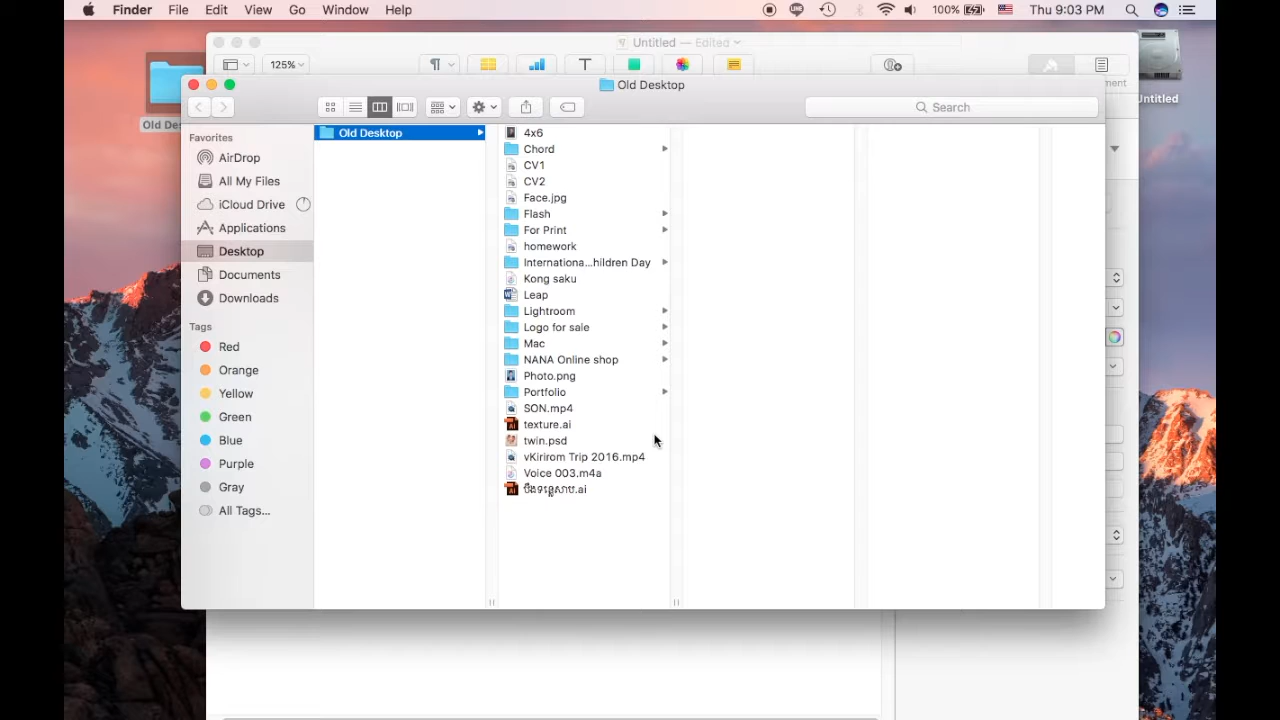 Finder File Edit View Go Window Help 100% Thu 9:03 PM
Untitled — Edited
125%
Old Desktop
Search
Untitled
Favorites
AirDrop
All My Files
iCloud Drive
Applications
Desktop
Documents
Downloads
Tags
Red
Orange
Yellow
Green
Blue
Purple
Gray
All Tags...
Old Desktop
4x6
Chord
CV1
CV2
Face.jpg
Flash
For Print
homework
Internationa...hildren Day
Kong saku
Leap
Lightroom
Logo for sale
Mac
NANA Online shop
Photo.png
Portfolio
SON.mp4
texture.ai
twin.psd
vKirirom Trip 2016.mp4
Voice 003.m4a